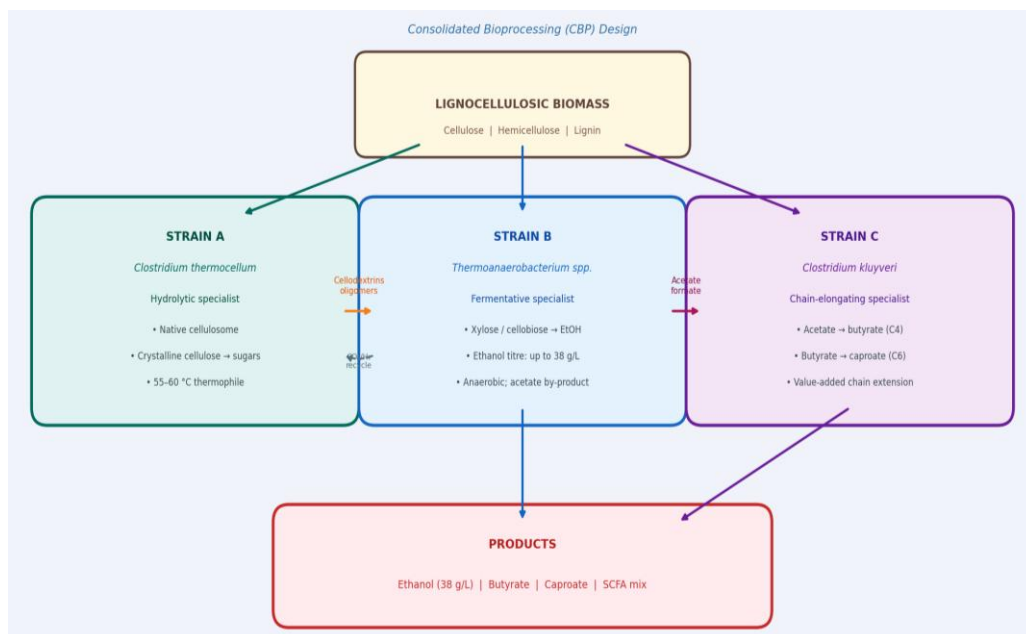 Consolidated Bioprocessing (CBP) Design
LIGNOCELLULOSIC BIOMASS
Cellulose | Hemicellulose | Lignin
STRAIN A
Clostridium thermocellum
Hydrolytic specialist
• Native cellulosome
• Crystalline cellulose → sugars
• 55–60 °C thermophile
Cellodextrins
oligomers
recycle
STRAIN B
Thermoanaerobacterium spp.
Fermentative specialist
• Xylose / cellobiose → EtOH
• Ethanol titre: up to 38 g/L
• Anaerobic; acetate by-product
Acetate
formate
STRAIN C
Clostridium kluyveri
Chain-elongating specialist
• Acetate → butyrate (C4)
• Butyrate → caproate (C6)
• Value-added chain extension
PRODUCTS
Ethanol (38 g/L) | Butyrate | Caproate | SCFA mix